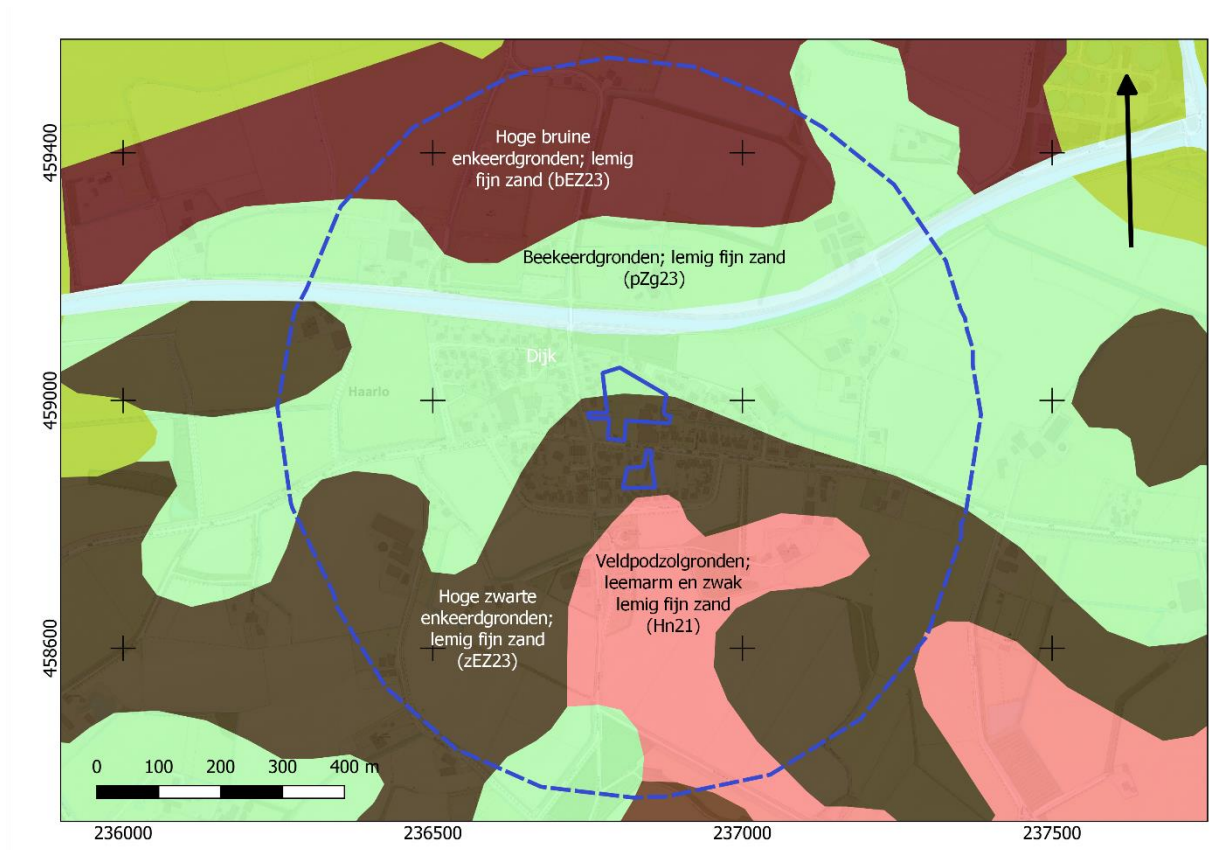 Hoge bruine
enkeerdgronden; lemig
fijn zand (bEZ23)
459400
Beekeerdgronden; lemig fijn zand
(pZg23)
Dijk
Haarlo
459000
Veldpodzolgronden;
leemarm en zwak
lemig fijn zand
(Hn21)
Hoge zwarte
enkeerdgronden;
lemig fijn zand
(zEZ23)
458600
0 100 200 300 400 m
236000 236500 237000 237500